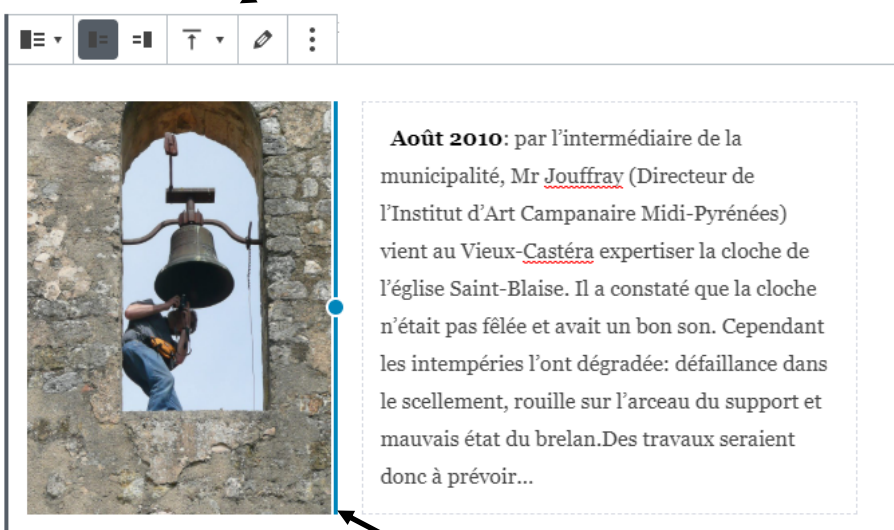 Août 2010: par l’intermédiaire de la
municipalité, Mr Jouffray (Directeur de
l’Institut d’Art Campanaire Midi-Pyrénées)
vient au Vieux-Castéra expertiser la cloche de
l’église Saint-Blaise. Il a constaté que la cloche
n’était pas fêlée et avait un bon son. Cependant
les intempéries l’ont dégradée: défaillance dans
le scellement, rouille sur l’arceau du support et
mauvais état du brelan.Des travaux seraient
donc à prévoir…